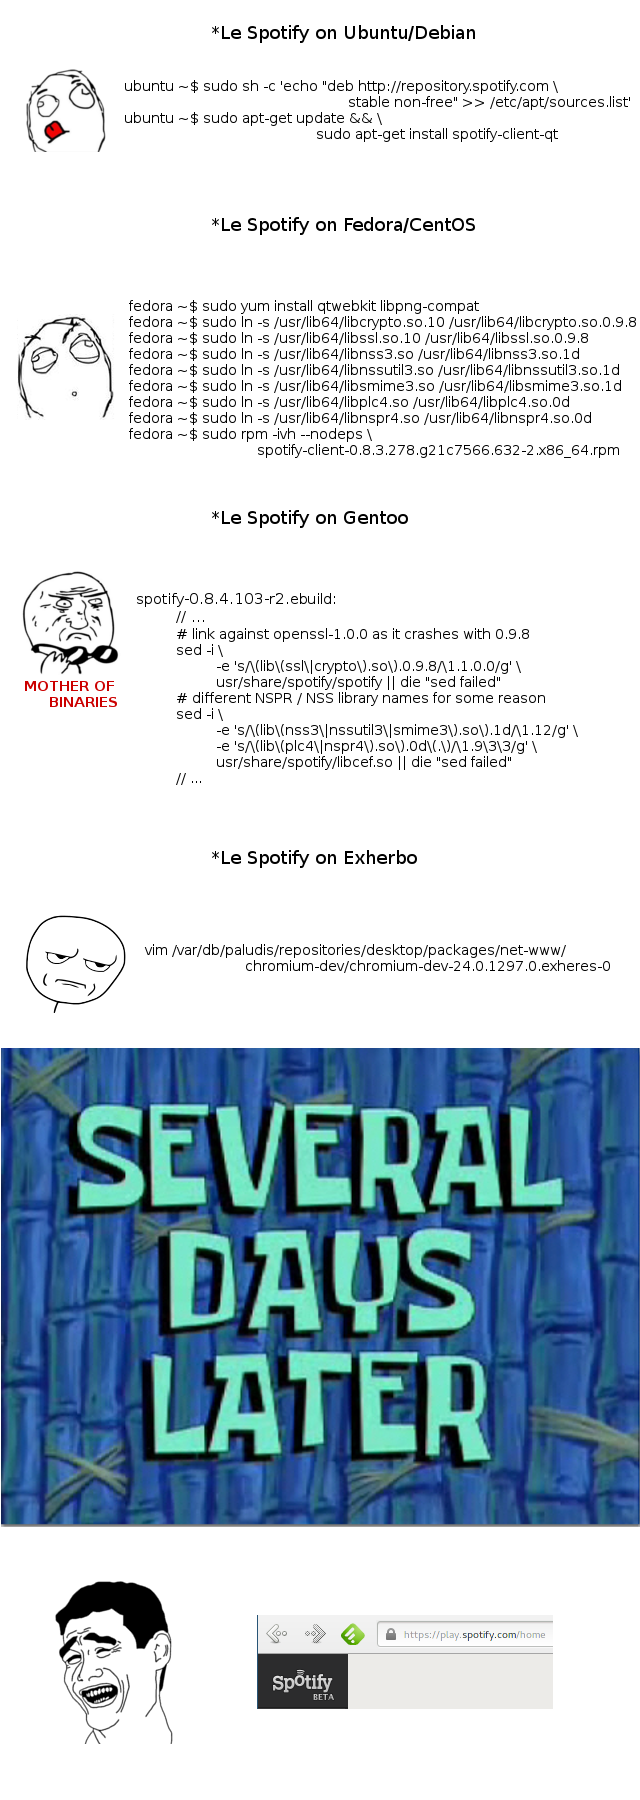 *Le Spotify on Ubuntu/Debian
ubuntu ~$ sudo sh -c 'echo "deb http://repository.spotify.com \
stable non-free" >> /etc/apt/sources.list'
ubuntu ~$ sudo apt-get update && \
sudo apt-get install spotify-client-qt
*Le Spotify on Fedora/CentOS
fedora ~$ sudo yum install qtwebkit libpng-compat
fedora ~$ sudo ln -s /usr/lib64/libcrypto.so.10 /usr/lib64/libcrypto.so.0.9.8
fedora ~$ sudo ln -s /usr/lib64/libssl.so.10 /usr/lib64/libssl.so.0.9.8
fedora ~$ sudo ln -s /usr/lib64/libnss3.so /usr/lib64/libnss3.so.1d
fedora ~$ sudo ln -s /usr/lib64/libnssutil3.so /usr/lib64/libnssutil3.so.1d
fedora ~$ sudo ln -s /usr/lib64/libsmime3.so /usr/lib64/libsmime3.so.1d
fedora ~$ sudo ln -s /usr/lib64/libplc4.so /usr/lib64/libplc4.so.0d
fedora ~$ sudo ln -s /usr/lib64/libnspr4.so /usr/lib64/libnspr4.so.0d
fedora ~$ sudo rpm -ivh --nodeps \
spotify-client-0.8.3.278.g21c7566.632-2.x86_64.rpm
*Le Spotify on Gentoo
MOTHER OF
BINARIES
spotify-0.8.4.103-r2.ebuild:
// ...
# link against openssl-1.0.0 as it crashes with 0.9.8
sed -i \
-e 's/\(lib\(ssl\|crypto\).so\).0.9.8/\1.1.0.0/g' \
usr/share/spotify/spotify || die "sed failed"
# different NSPR / NSS library names for some reason
sed -i \
-e 's/\(lib\(nss3\|nssutil3\|smime3\).so\).1d/\1.12/g' \
-e 's/\(lib\(plc4\|nspr4\).so\).0d\(.\)/\1.9\3\3/g' \
usr/share/spotify/libcef.so || die "sed failed"
// ...
*Le Spotify on Exherbo
vim /var/db/paludis/repositories/desktop/packages/net-www/
chromium-dev/chromium-dev-24.0.1297.0.exheres-0
SEVERAL
DAYS
LATER
https://play.spotify.com/home
Spotify
BETA